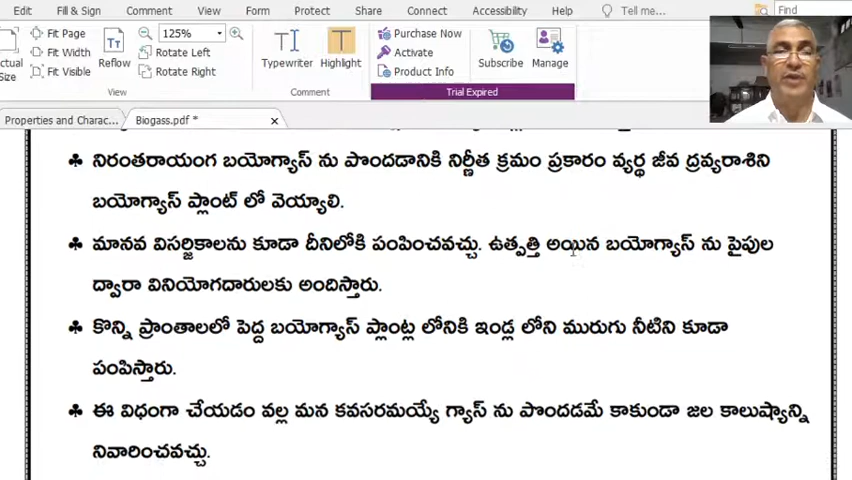 Edit Fill & Sign Comment View Form Protect Share Connect Accessibility Help Tell me... Find
Fit Page 125% Purchase Now
Fit Width Rotate Left Activate
Actual Size Fit Visible Reflow Rotate Right Typewriter Highlight Product Info Subscribe Manage
View Comment Trial Expired
Properties and Charac... Biogass.pdf *
నిరంతరాయంగ బయోగ్యాస్ ను పొందడానికి నిర్ణీత క్రమం ప్రకారం వ్యర్థ జీవ ద్రవ్యరాశిని
బయోగ్యాస్ ప్లాంట్ లో వెయ్యాలి.
మానవ విసర్జికాలను కూడా దీనిలోకి పంపించవచ్చు. ఉత్పత్తి అయిన బయోగ్యాస్ ను పైపుల
ద్వారా వినియోగదారులకు అందిస్తారు.
కొన్ని ప్రాంతాలలో పెద్ద బయోగ్యాస్ ప్లాంట్ల లోనికి ఇండ్ల లోని మురుగు నీటిని కూడా
పంపిస్తారు.
ఈ విధంగా చేయడం వల్ల మన కవసరమయ్యే గ్యాస్ ను పొందడమే కాకుండా జల కాలుష్యాన్ని
నివారించవచ్చు.